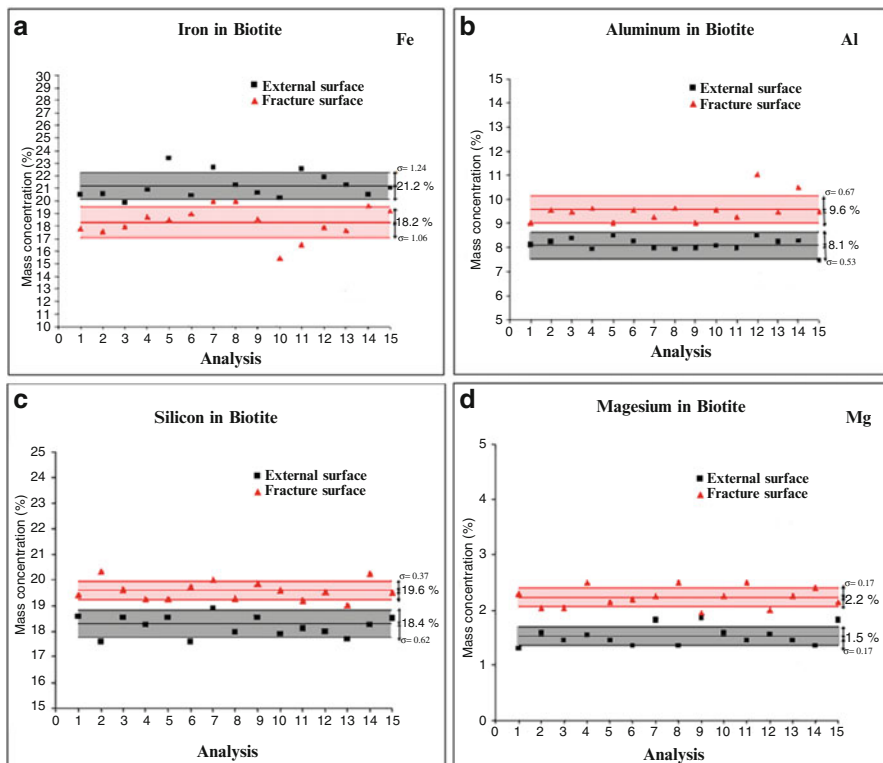 a
Iron in Biotite
Fe
Mass concentration (%)
30
29
28
27
26
25
24
23
22
21
20
19
18
17
16
15
14
13
12
11
10
External surface
Fracture surface
σ= 1.24
21.2 %
18.2 %
σ= 1.06
0 1 2 3 4 5 6 7 8 9 10 11 12 13 14 15
Analysis
b
Aluminum in Biotite
Al
Mass concentration (%)
15
14
13
12
11
10
9
8
7
6
5
External surface
Fracture surface
σ= 0.67
9.6 %
8.1 %
σ= 0.53
0 1 2 3 4 5 6 7 8 9 10 11 12 13 14 15
Analysis
c
Silicon in Biotite
Mass concentration (%)
25
24
23
22
21
20
19
18
17
16
15
External surface
Fracture surface
σ= 0.37
19.6 %
18.4 %
σ= 0.62
0 1 2 3 4 5 6 7 8 9 10 11 12 13 14 15
Analysis
d
Magesium in Biotite
Mg
Mass concentration (%)
5
4
3
2
1
0
External surface
Fracture surface
σ= 0.17
2.2 %
1.5 %
σ= 0.17
0 1 2 3 4 5 6 7 8 9 10 11 12 13 14 15
Analysis